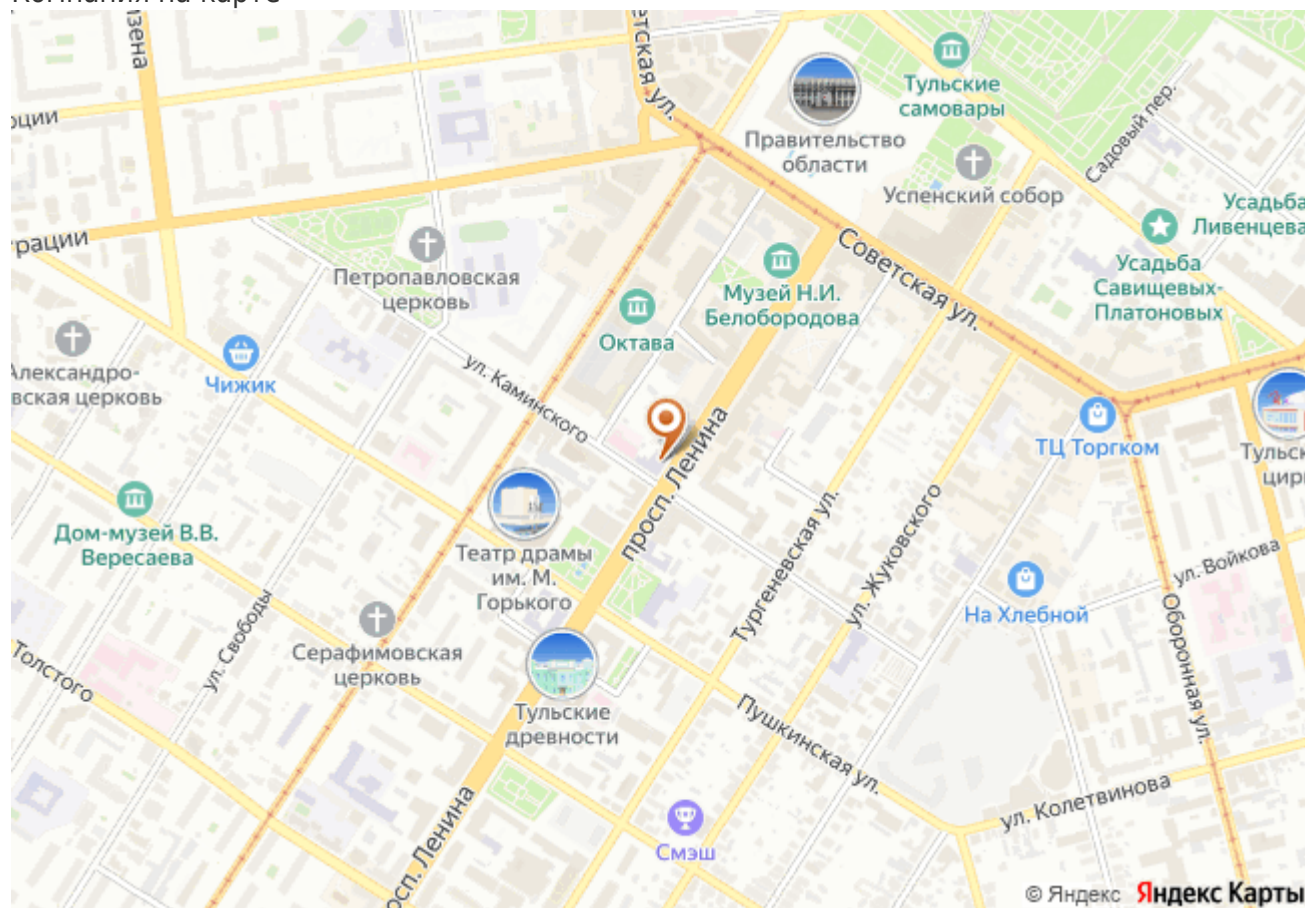 Компания на карте
Тульские
самовары
Садовый пер.
Правительство
области
Успенский собор
Усадьба
Ливенцева
Усадьба
Савищевых-
Платоновых
Петропавловская
церковь
Советская ул.
Музей Н.И.
Белобородова
Октава
Чижик
ул. Каминского
просп. Ленина
ТЦ Торгком
Дом-музей В.В.
Вересаева
Театр драмы
им. М.
Горького
Тургеневская ул.
ул. Жуковского
ул. Войкова
На Хлебной
Оборонная ул.
ул. Свободы
Серафимовская
церковь
Толстого
Тульские
древности
Пушкинская ул.
ул. Колетвинова
просп. Ленина
Смэш
© Яндекс Яндекс Карты